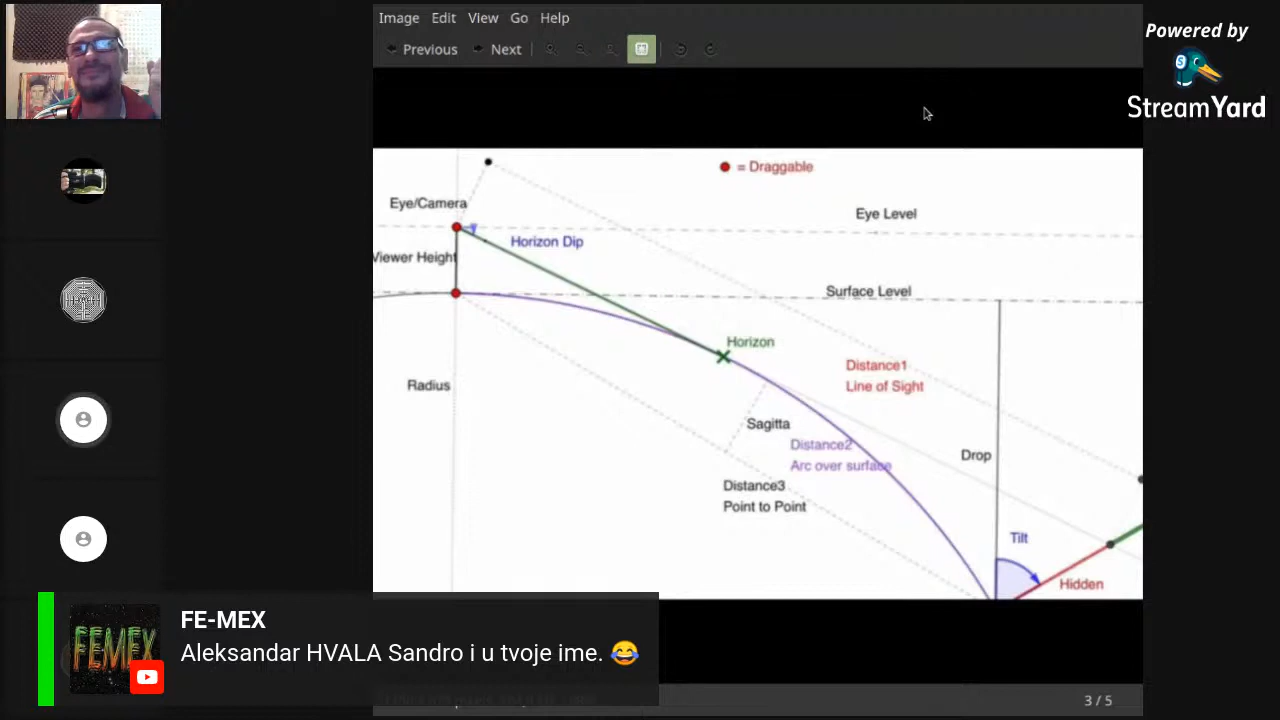 Image Edit View Go Help
Previous Next
Powered by
StreamYard
= Draggable
Eye/Camera
Eye Level
Horizon Dip
Viewer Height
Surface Level
Horizon
Distance1
Line of Sight
Radius
Sagitta
Distance2
Arc over surface
Drop
Distance3
Point to Point
Tilt
Hidden
FE-MEX
Aleksandar HVALA Sandro i u tvoje ime. 😂
FEMEX
3 / 5